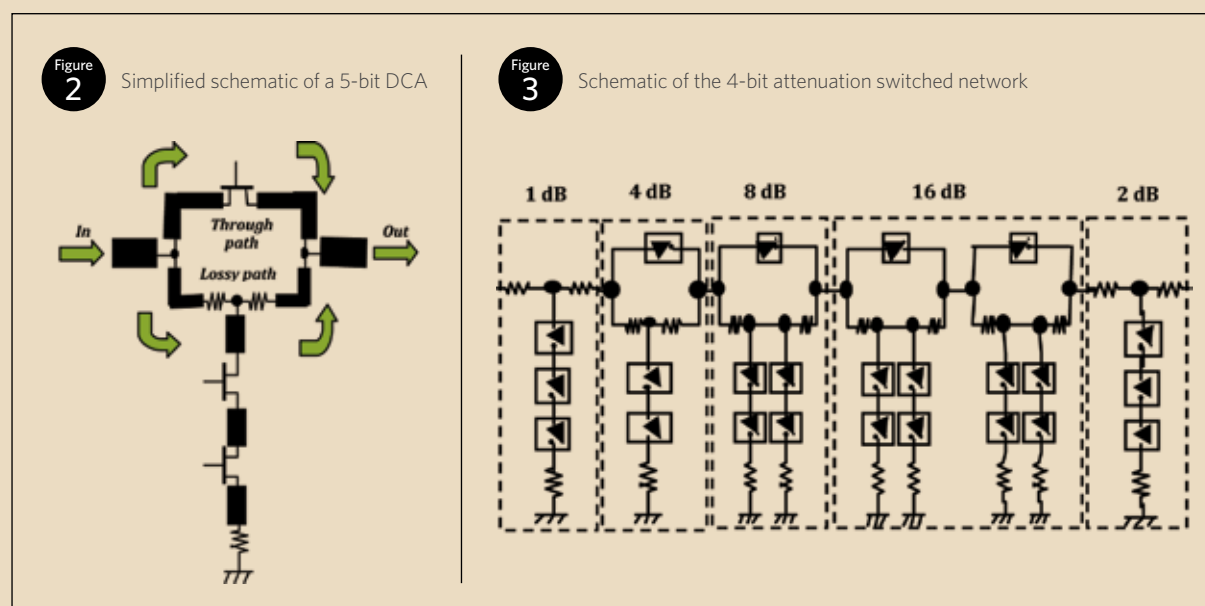 Figure
2
Simplified schematic of a 5-bit DCA
In
Through
path
Out
Lossy path
Figure
3
Schematic of the 4-bit attenuation switched network
1 dB
4 dB
8 dB
16 dB
2 dB